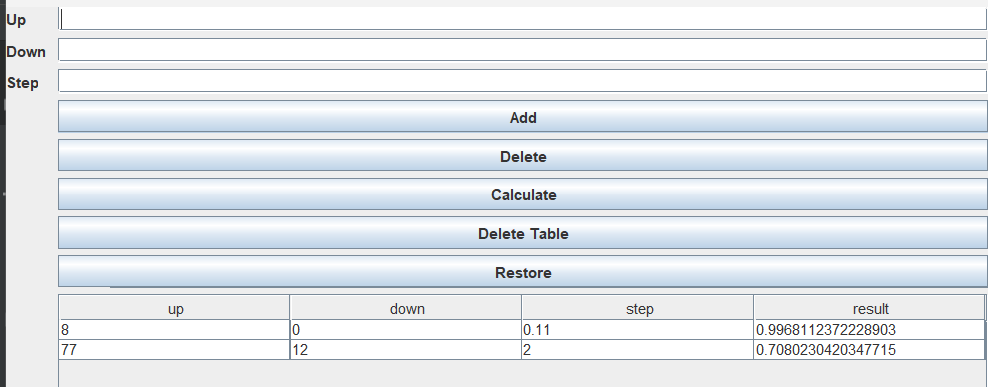 Up
Down
Step
Add
Delete
Calculate
Delete Table
Restore
up down step result
8 0 0.11 0.9968112372228903
77 12 2 0.7080230420347715